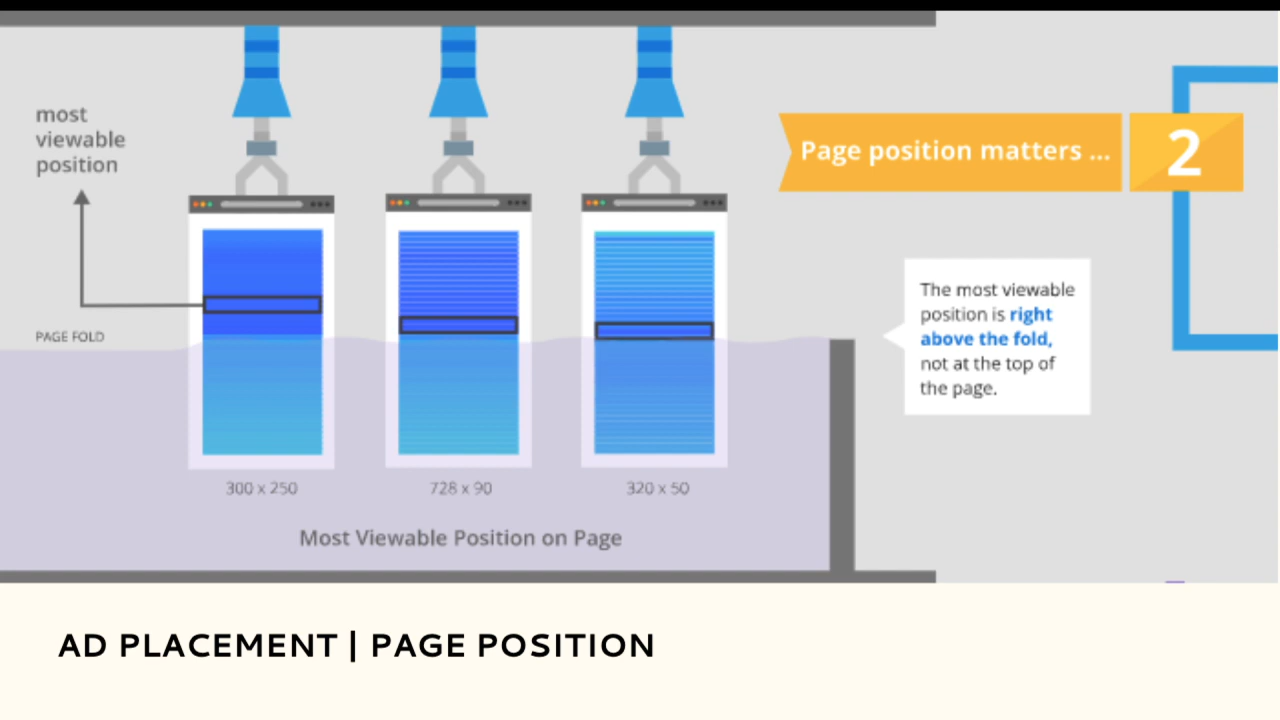 most
viewable
position
PAGE FOLD
300 x 250
728 x 90
320 x 50
Most Viewable Position on Page
Page position matters ...
2
The most viewable
position is right
above the fold,
not at the top of
the page.
AD PLACEMENT | PAGE POSITION